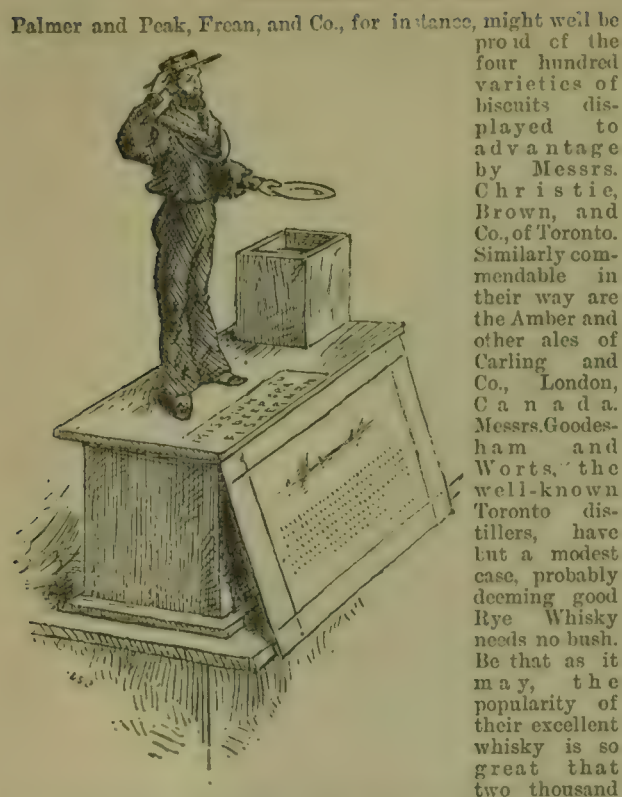 Palmer and Peak, Frean, and Co., for instance, might well be
proud of the
four hundred
varieties of
biscuits dis-
played to
advantage
by Messrs.
Christie,
Brown, and
Co., of Toronto.
Similarly com-
mendable in
their way are
the Amber and
other ales of
Carling and
Co., London,
Canada.
Messrs. Goodes-
ham and
Worts, the
well-known
Toronto dis-
tillers, have
but a modest
case, probably
deeming good
Rye Whisky
needs no bush.
Be that as it
may, the
popularity of
their excellent
whisky is so
great that
two thousand